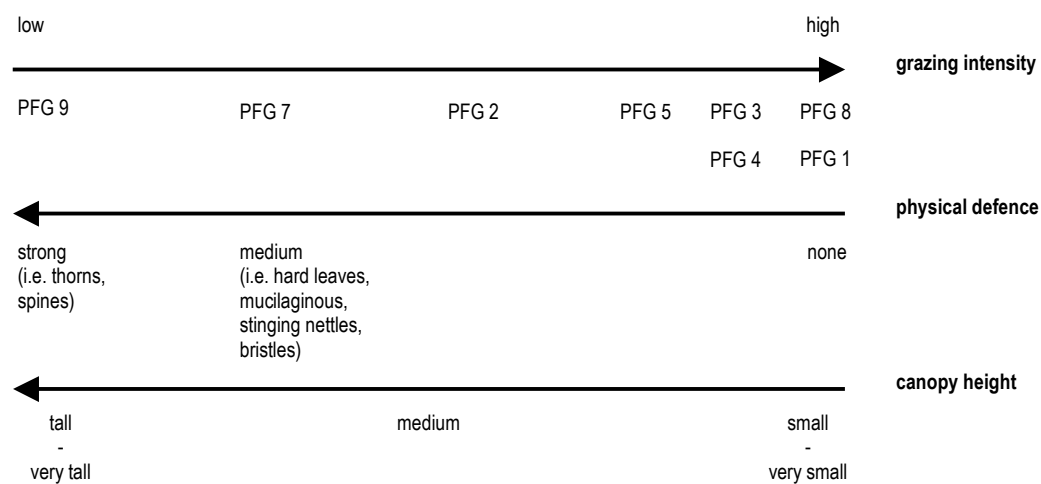 low high
grazing intensity
PFG 9 PFG 7 PFG 2 PFG 5 PFG 3 PFG 8
PFG 4 PFG 1
physical defence
strong medium none
(i.e. thorns, (i.e. hard leaves,
spines) mucilaginous,
stinging nettles,
bristles)
canopy height
tall medium small
- -
very tall very small